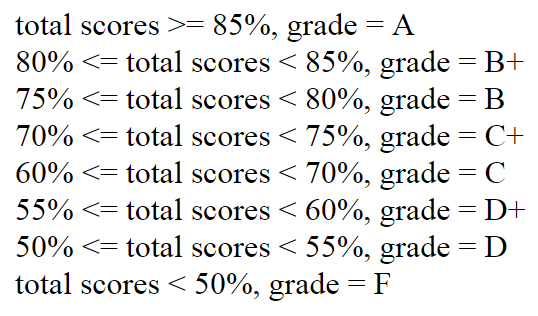 total scores >= 85%, grade = A
80% <= total scores < 85%, grade = B+
75% <= total scores < 80%, grade = B
70% <= total scores < 75%, grade = C+
60% <= total scores < 70%, grade = C
55% <= total scores < 60%, grade = D+
50% <= total scores < 55%, grade = D
total scores < 50%, grade = F